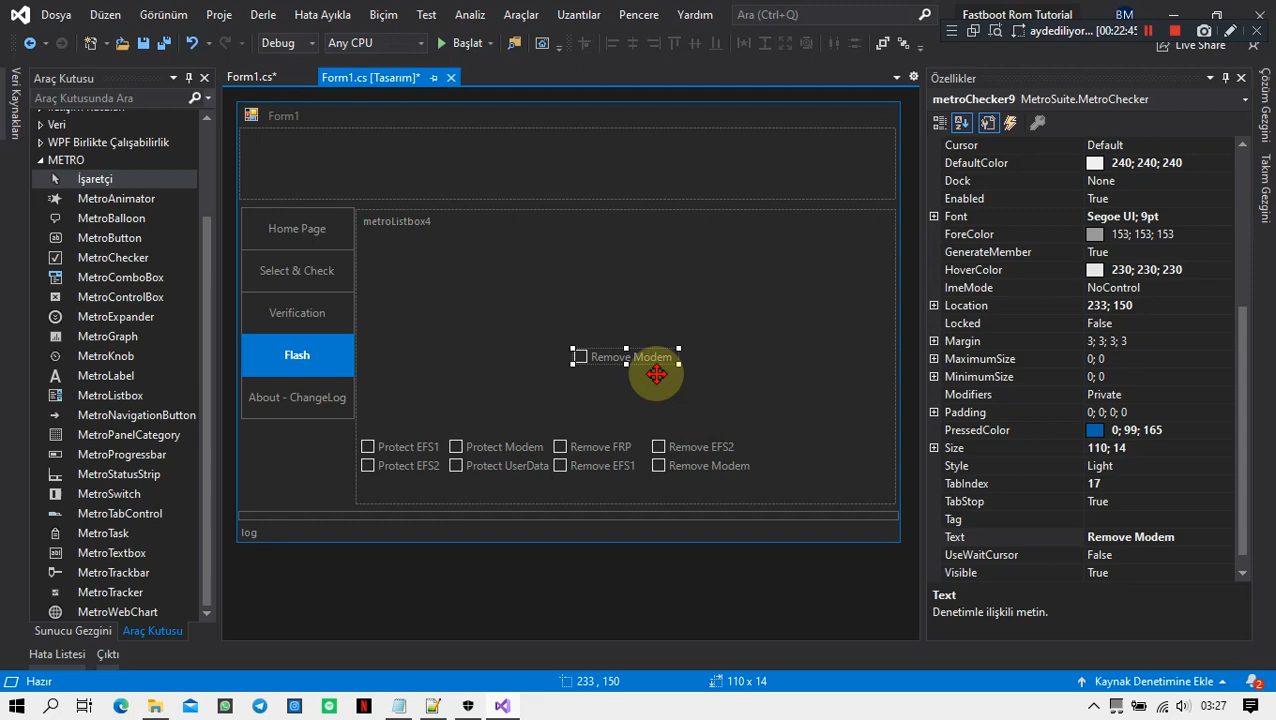 Dosya Düzen Görünüm Proje Derle Hata Ayıkla Biçim Test Analiz Araçlar Uzantılar Pencere Yardım Ara (Ctrl+Q) Fastboot Rom Tutorial BM
aydediliyor... [00:22:45
Debug Any CPU Başlat Live Share
Veri Kaynakları
Araç Kutusu
Araç Kutusunda Ara
Veri
WPF Birlikte Çalışabilirlik
METRO
İşaretçi
MetroAnimator
MetroBalloon
MetroButton
MetroChecker
MetroComboBox
MetroControlBox
MetroExpander
MetroGraph
MetroKnob
MetroLabel
MetroListbox
MetroNavigationButton
MetroPanelCategory
MetroProgressbar
MetroStatusStrip
MetroSwitch
MetroTabControl
MetroTask
MetroTextbox
MetroTrackbar
MetroTracker
MetroWebChart
Sunucu Gezgini Araç Kutusu
Hata Listesi Çıktı
Form1.cs* Form1.cs [Tasarım]*
Form1
Home Page
Select & Check
Verification
Flash
About - ChangeLog
metroListbox4
Remove Modem
Protect EFS1 Protect Modem Remove FRP Remove EFS2
Protect EFS2 Protect UserData Remove EFS1 Remove Modem
log
Özellikler
metroChecker9 MetroSuite.MetroChecker
Cursor Default
DefaultColor 240; 240; 240
Dock None
Enabled True
Font Segoe UI; 9pt
ForeColor 153; 153; 153
GenerateMember True
HoverColor 230; 230; 230
ImeMode NoControl
Location 233; 150
Locked False
Margin 3; 3; 3; 3
MaximumSize 0; 0
MinimumSize 0; 0
Modifiers Private
Padding 0; 0; 0; 0
PressedColor 0; 99; 165
Size 110; 14
Style Light
TabIndex 17
TabStop True
Tag
Text Remove Modem
UseWaitCursor False
Visible True
Text
Denetimle ilişkili metin.
Çözüm Gezgini
Takım Gezgini
Hazır 233 , 150 110 x 14 Kaynak Denetimine Ekle 2
03:27